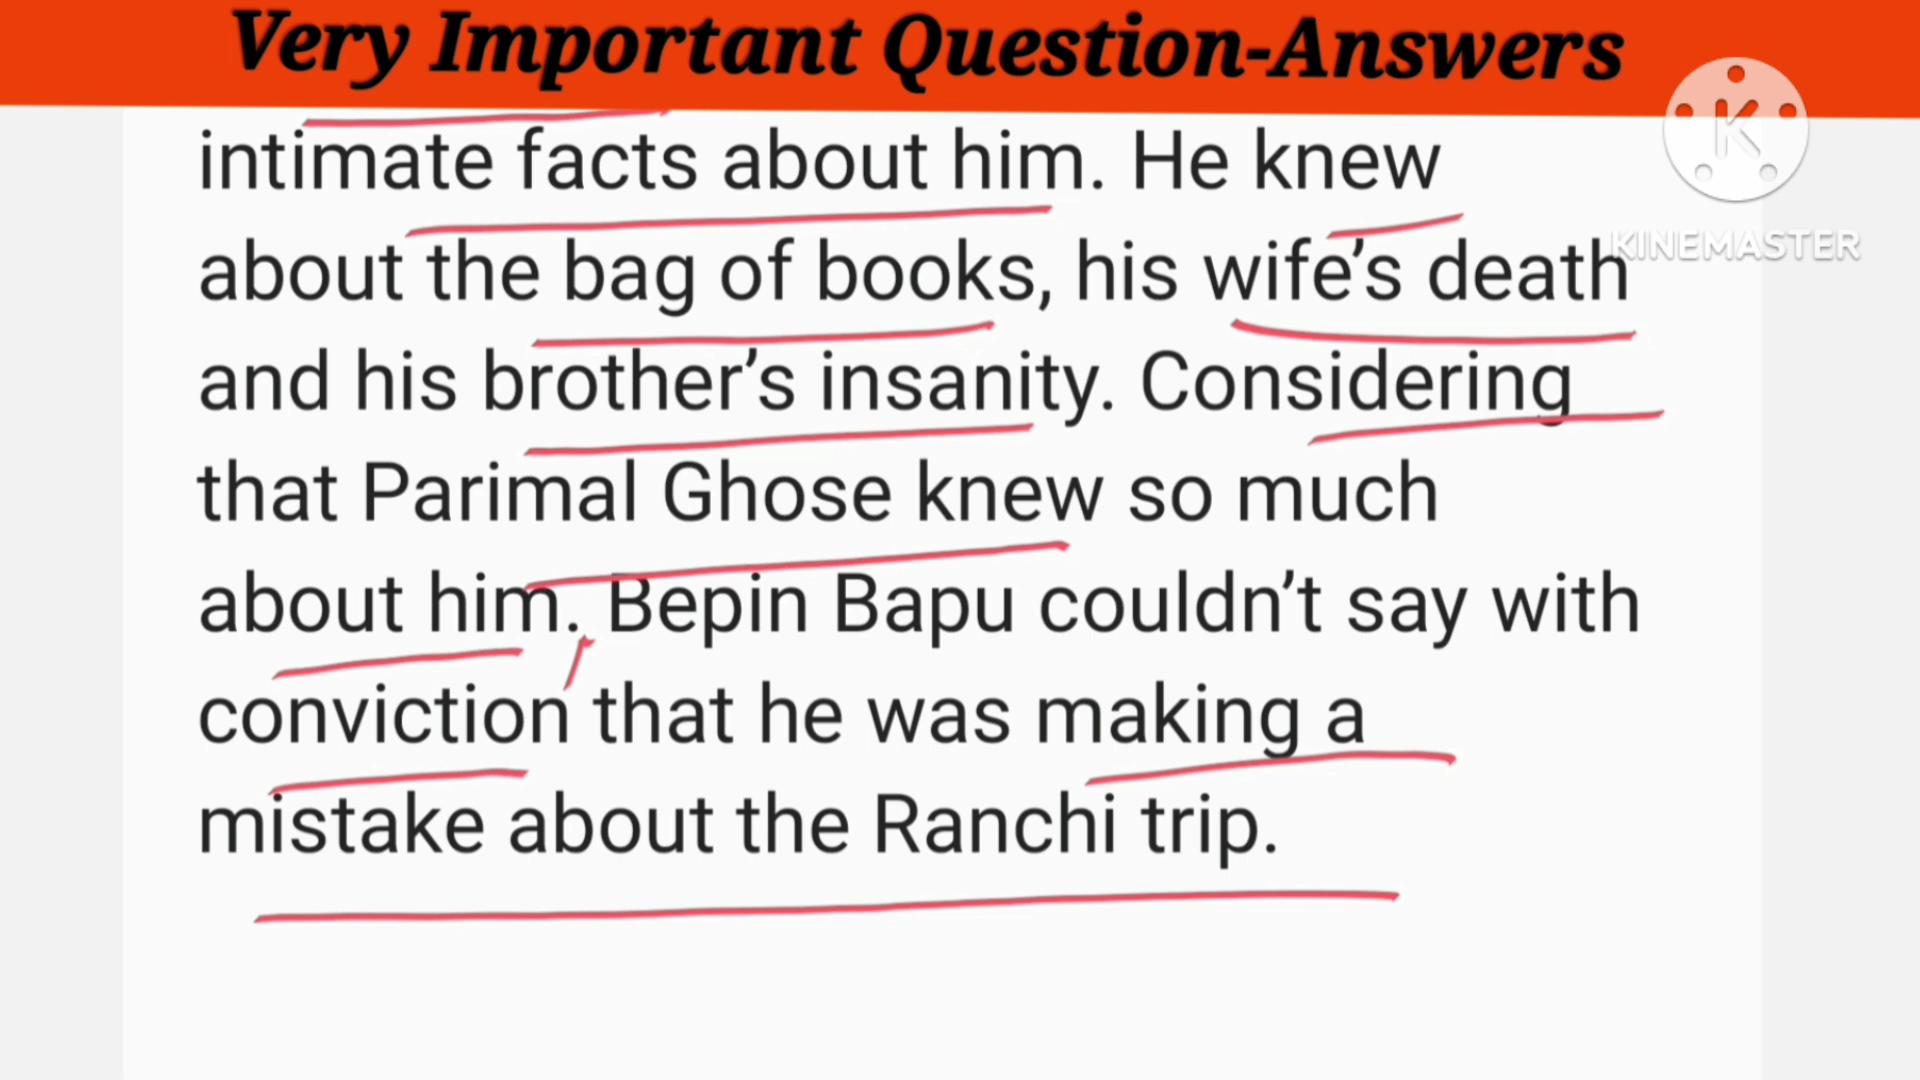 Very Important Question-Answers
intimate facts about him. He knew
KINEMASTER
about the bag of books, his wife’s death
and his brother’s insanity. Considering
that Parimal Ghose knew so much
about him. Bepin Bapu couldn’t say with
conviction that he was making a
mistake about the Ranchi trip.